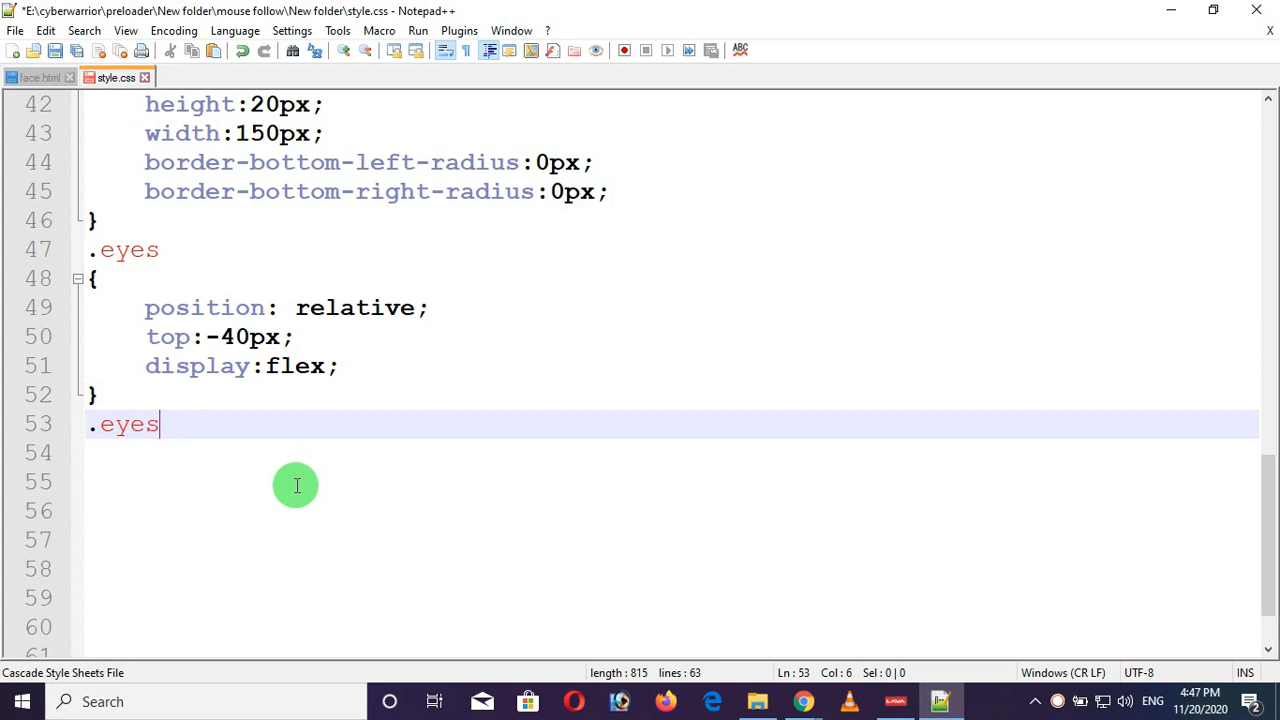 *E:\cyberwarrior\preloader\New folder\mouse follow\New folder\style.css - Notepad++
File Edit Search View Encoding Language Settings Tools Macro Run Plugins Window ? X
ABC
face.html style.css
42 height:20px;
43 width:150px;
44 border-bottom-left-radius:0px;
45 border-bottom-right-radius:0px;
46 }
47 .eyes
48 {
49 position: relative;
50 top:-40px;
51 display:flex;
52 }
53 .eyes
54
55
56
57
58
59
60
61
Cascade Style Sheets File length : 815 lines : 63 Ln : 53 Col : 6 Sel : 0 | 0 Windows (CR LF) UTF-8 INS
Search LAVA ENG 4:47 PM
11/20/2020 2